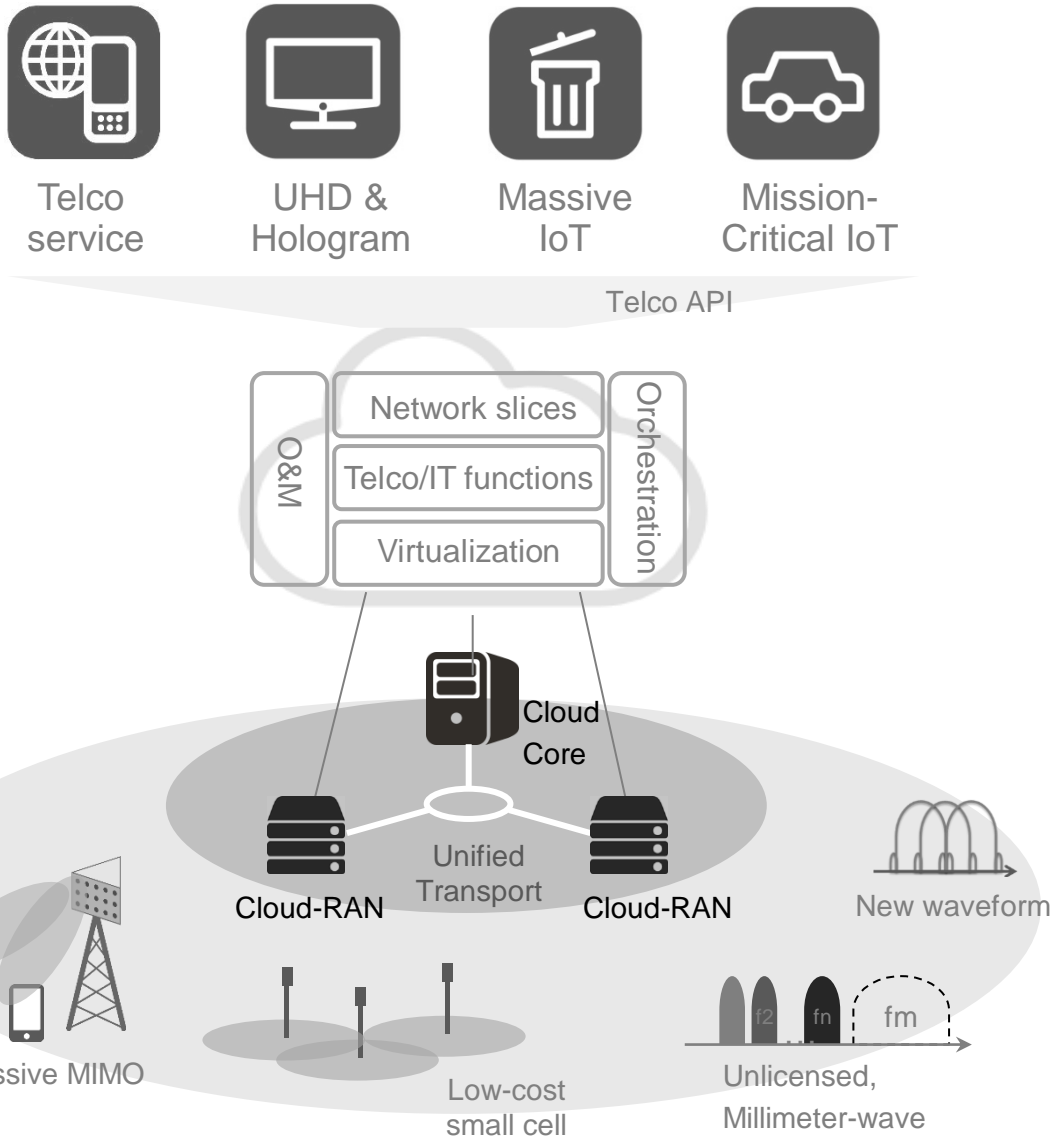 Telco
service
UHD &
Hologram
Massive
IoT
Mission-
Critical IoT
Telco API
O&M
Network slices
Telco/IT functions
Virtualization
Orchestration
Cloud
Core
Unified
Transport
Cloud-RAN
Cloud-RAN
New waveform
ssive MIMO
Low-cost
small cell
f2
...
fn
fm
Unlicensed,
Millimeter-wave